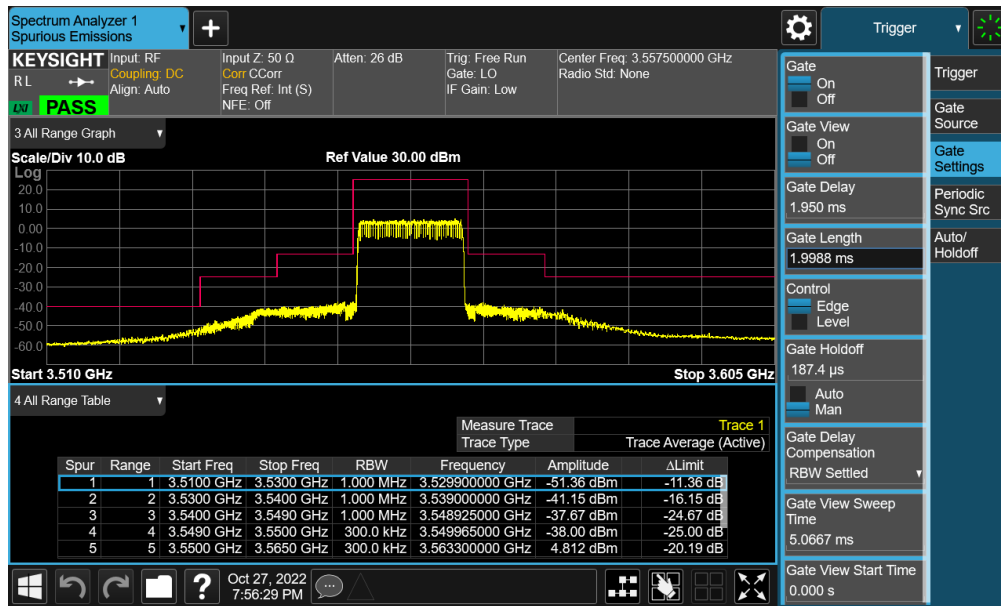 Spectrum Analyzer 1
Spurious Emissions
Trigger
KEYSIGHT Input: RF Input Z: 50 Ω Atten: 26 dB Trig: Free Run Center Freq: 3.557500000 GHz
R L Coupling: DC Corr CCorr Gate: LO Radio Std: None
Align: Auto Freq Ref: Int (S) IF Gain: Low
LXI PASS NFE: Off
3 All Range Graph
Scale/Div 10.0 dB Ref Value 30.00 dBm
Log
20.0
10.0
0.00
-10.0
-20.0
-30.0
-40.0
-50.0
-60.0
Start 3.510 GHz Stop 3.605 GHz
4 All Range Table
Measure Trace Trace 1
Trace Type Trace Average (Active)
Spur Range Start Freq Stop Freq RBW Frequency Amplitude ΔLimit
1 1 3.5100 GHz 3.5300 GHz 1.000 MHz 3.529900000 GHz -51.36 dBm -11.36 dB
2 2 3.5300 GHz 3.5400 GHz 1.000 MHz 3.539000000 GHz -41.15 dBm -16.15 dB
3 3 3.5400 GHz 3.5490 GHz 1.000 MHz 3.548925000 GHz -37.67 dBm -24.67 dB
4 4 3.5490 GHz 3.5500 GHz 300.0 kHz 3.549965000 GHz -38.00 dBm -25.00 dB
5 5 3.5500 GHz 3.5650 GHz 300.0 kHz 3.563300000 GHz 4.812 dBm -20.19 dB
Oct 27, 2022
7:56:29 PM
Gate
On
Off
Gate View
On
Off
Gate Delay
1.950 ms
Gate Length
1.9988 ms
Control
Edge
Level
Gate Holdoff
187.4 µs
Auto
Man
Gate Delay
Compensation
RBW Settled
Gate View Sweep
Time
5.0667 ms
Gate View Start Time
0.000 s
Trigger
Gate
Source
Gate
Settings
Periodic
Sync Src
Auto/
Holdoff